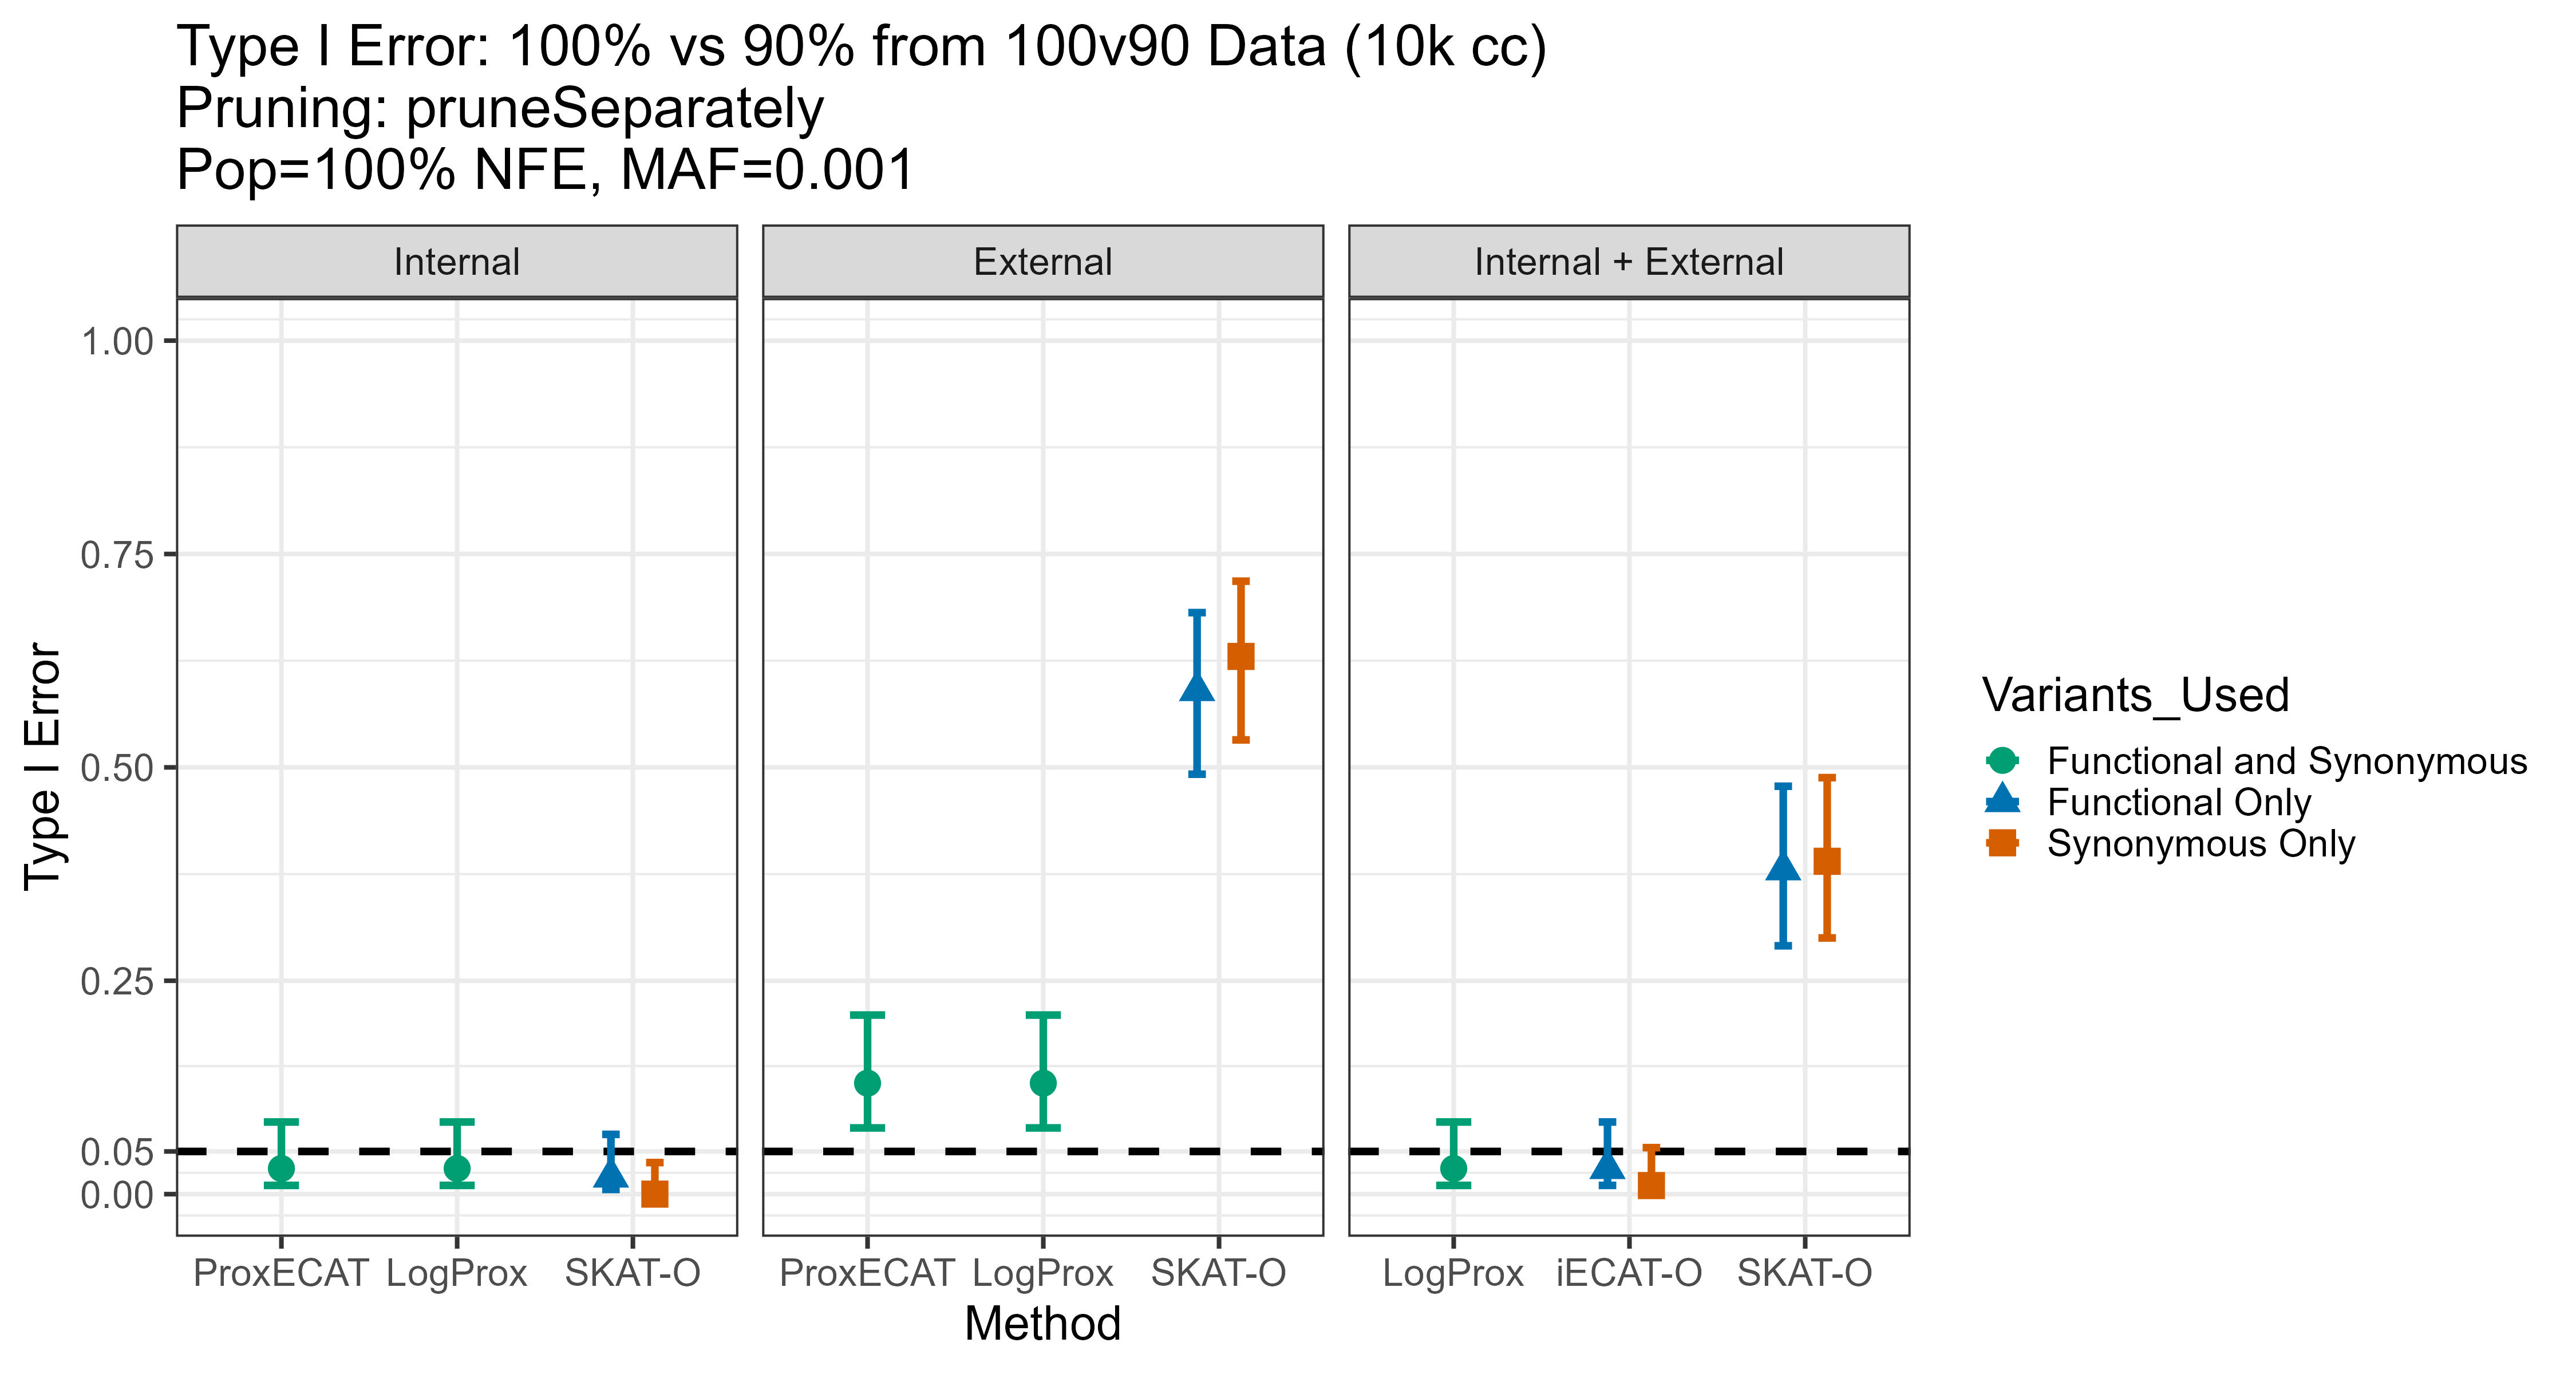 Type I Error: 100% vs 90% from 100v90 Data (10k cc)
Pruning: pruneSeparately
Pop=100% NFE, MAF=0.001
Internal
External
Internal + External
Type I Error
1.00
0.75
0.50
0.25
0.05
0.00
ProxECAT LogProx SKAT-O
ProxECAT LogProx SKAT-O
LogProx iECAT-O SKAT-O
Method
Variants_Used
Functional and Synonymous
Functional Only
Synonymous Only